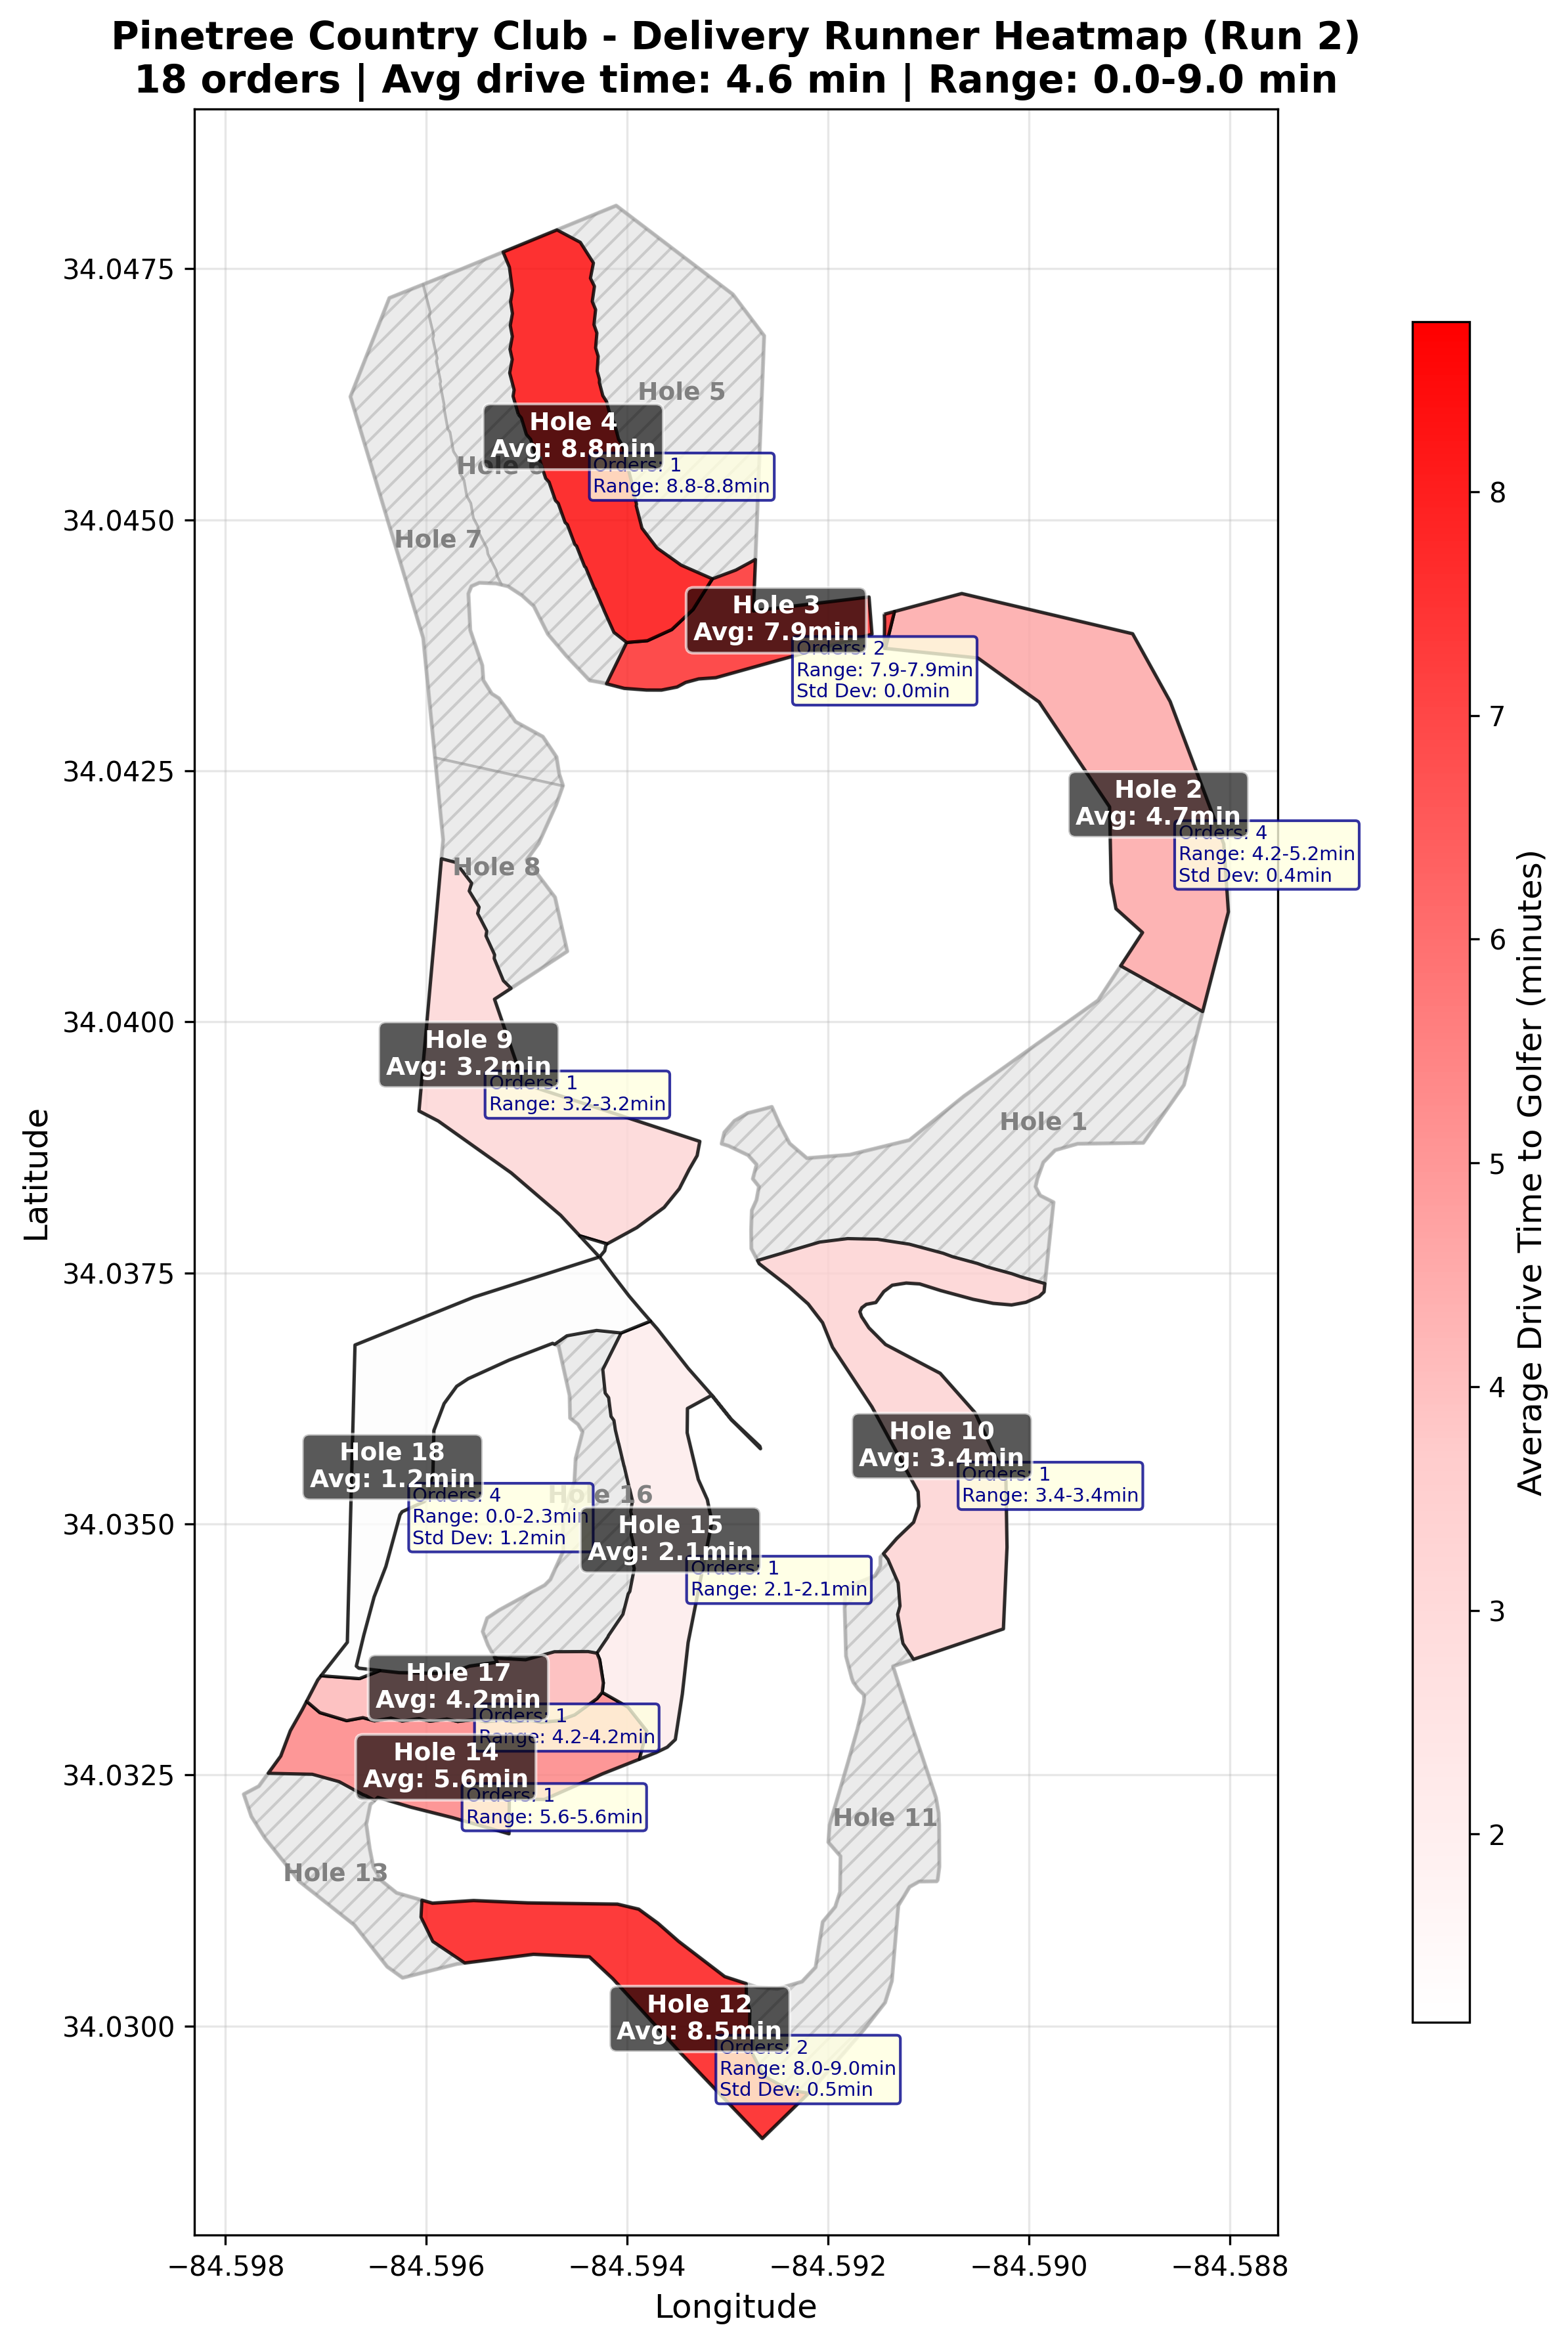 Pinetree Country Club - Delivery Runner Heatmap (Run 2)
18 orders | Avg drive time: 4.6 min | Range: 0.0-9.0 min
Latitude
34.0475
34.0450
34.0425
34.0400
34.0375
34.0350
34.0325
34.0300
Hole 5
Hole 4
Avg: 8.8min
Hole 6
Orders: 1
Range: 8.8-8.8min
Hole 7
Hole 3
Avg: 7.9min
Orders: 2
Range: 7.9-7.9min
Std Dev: 0.0min
Hole 2
Avg: 4.7min
Orders: 4
Range: 4.2-5.2min
Std Dev: 0.4min
Hole 8
Hole 9
Avg: 3.2min
Orders: 1
Range: 3.2-3.2min
Hole 1
Hole 10
Avg: 3.4min
Orders: 1
Range: 3.4-3.4min
Hole 18
Avg: 1.2min
Orders: 4
Range: 0.0-2.3min
Std Dev: 1.2min
Hole 16
Hole 15
Avg: 2.1min
Orders: 1
Range: 2.1-2.1min
Hole 17
Avg: 4.2min
Orders: 1
Range: 4.2-4.2min
Hole 14
Avg: 5.6min
Orders: 1
Range: 5.6-5.6min
Hole 11
Hole 13
Hole 12
Avg: 8.5min
Orders: 2
Range: 8.0-9.0min
Std Dev: 0.5min
−84.598
−84.596
−84.594
−84.592
−84.590
−84.588
Longitude
8
7
6
5
4
3
2
Average Drive Time to Golfer (minutes)